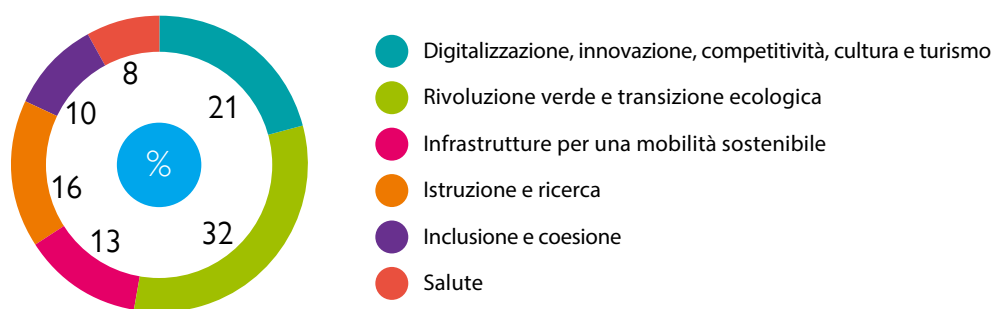 8
21
10
%
16
32
13
Digitalizzazione, innovazione, competitività, cultura e turismo
Rivoluzione verde e transizione ecologica
Infrastrutture per una mobilità sostenibile
Istruzione e ricerca
Inclusione e coesione
Salute